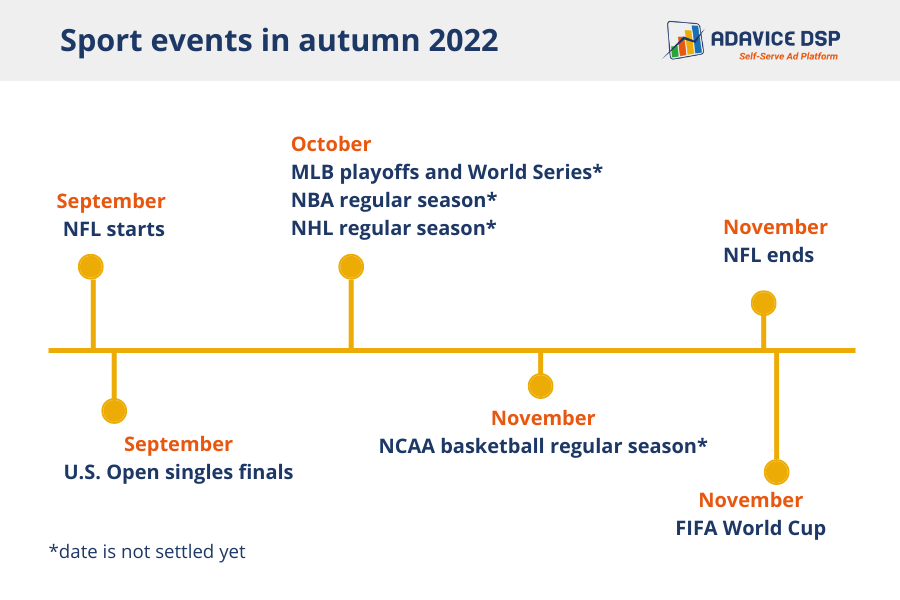 Sport events in autumn 2022
ADAVICE DSP
Self-Serve Ad Platform
October
MLB playoffs and World Series*
NBA regular season*
NHL regular season*
September
NFL starts
November
NFL ends
September
U.S. Open singles finals
November
NCAA basketball regular season*
November
FIFA World Cup
*date is not settled yet